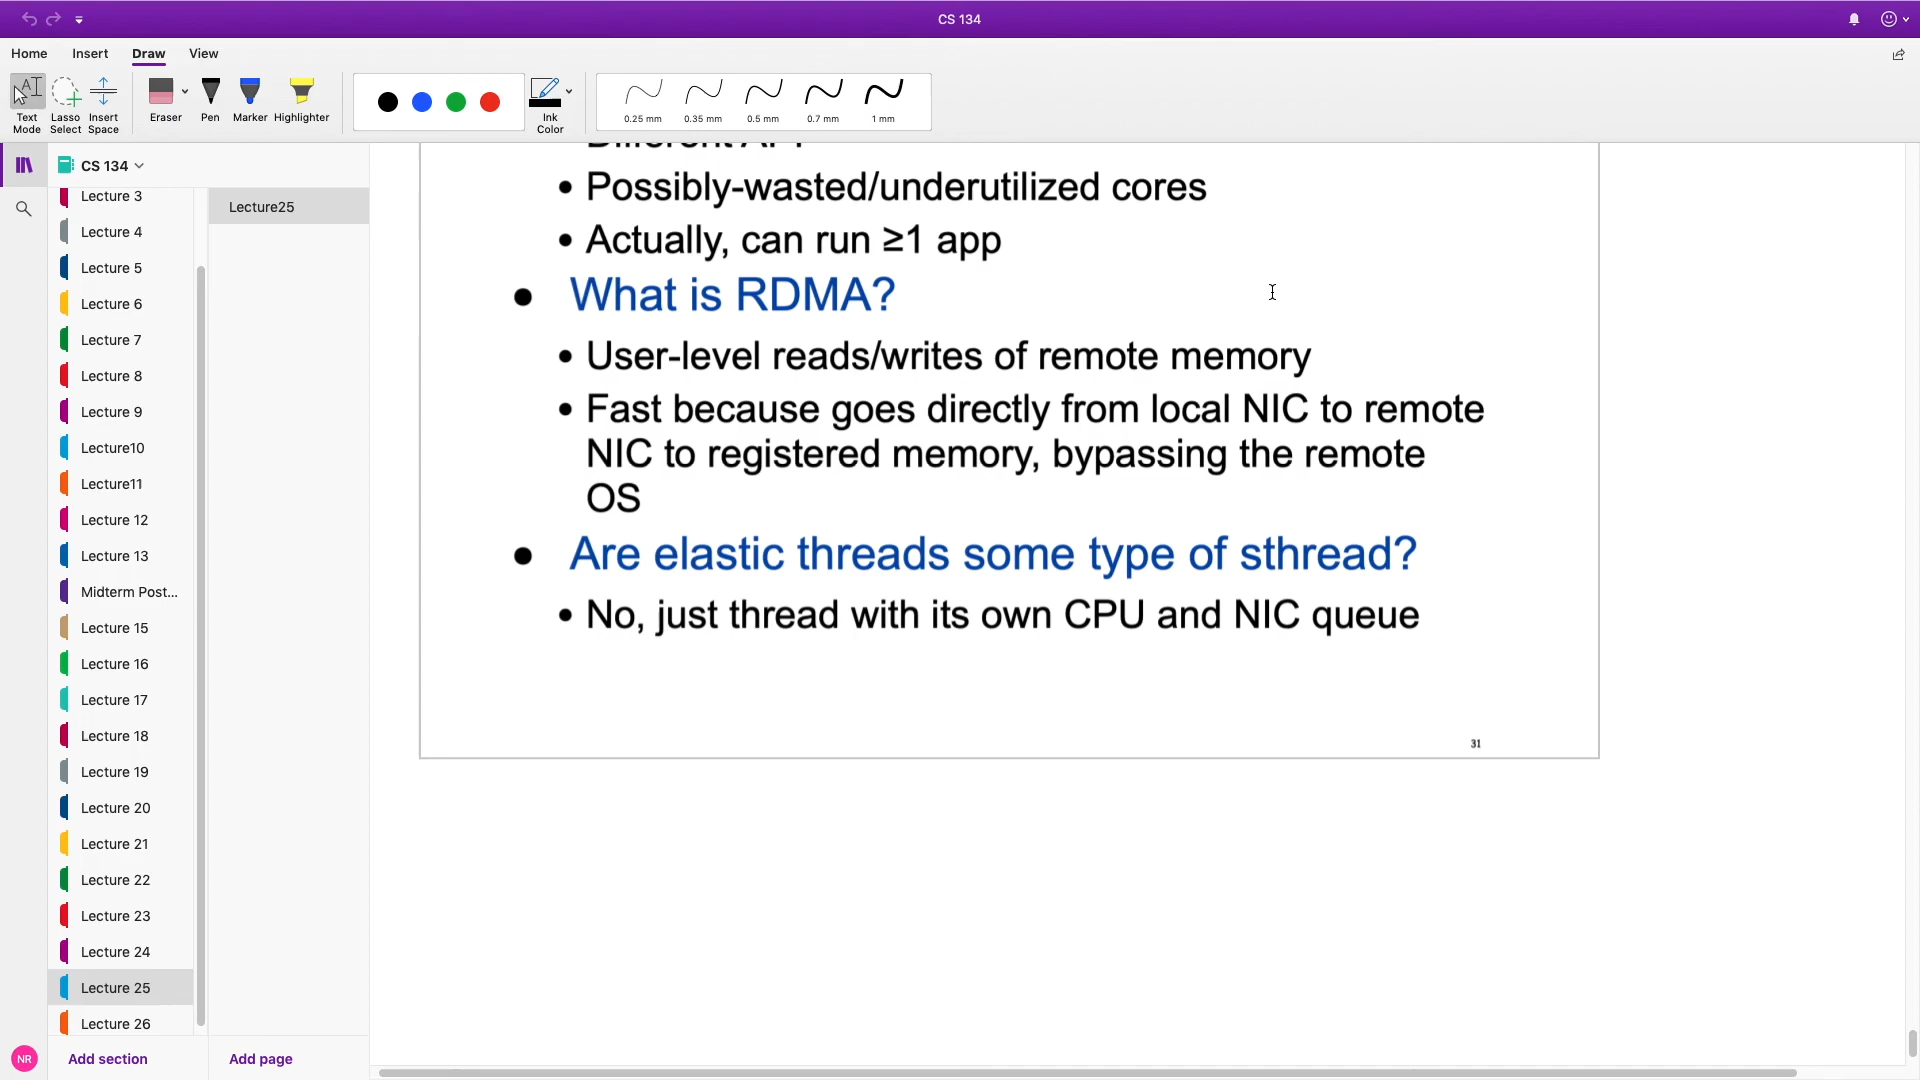 CS 134
Home Insert Draw View
Text Mode
Lasso Select
Insert Space
Eraser
Pen
Marker
Highlighter
Ink Color
0.25 mm
0.35 mm
0.5 mm
0.7 mm
1 mm
CS 134
Lecture 3
Lecture 4
Lecture 5
Lecture 6
Lecture 7
Lecture 8
Lecture 9
Lecture10
Lecture11
Lecture 12
Lecture 13
Midterm Post...
Lecture 15
Lecture 16
Lecture 17
Lecture 18
Lecture 19
Lecture 20
Lecture 21
Lecture 22
Lecture 23
Lecture 24
Lecture 25
Lecture 26
Add section
NR
Lecture25
Add page
Different API
• Possibly-wasted/underutilized cores
• Actually, can run ≥1 app
● What is RDMA?
• User-level reads/writes of remote memory
• Fast because goes directly from local NIC to remote
NIC to registered memory, bypassing the remote
OS
● Are elastic threads some type of sthread?
• No, just thread with its own CPU and NIC queue
31